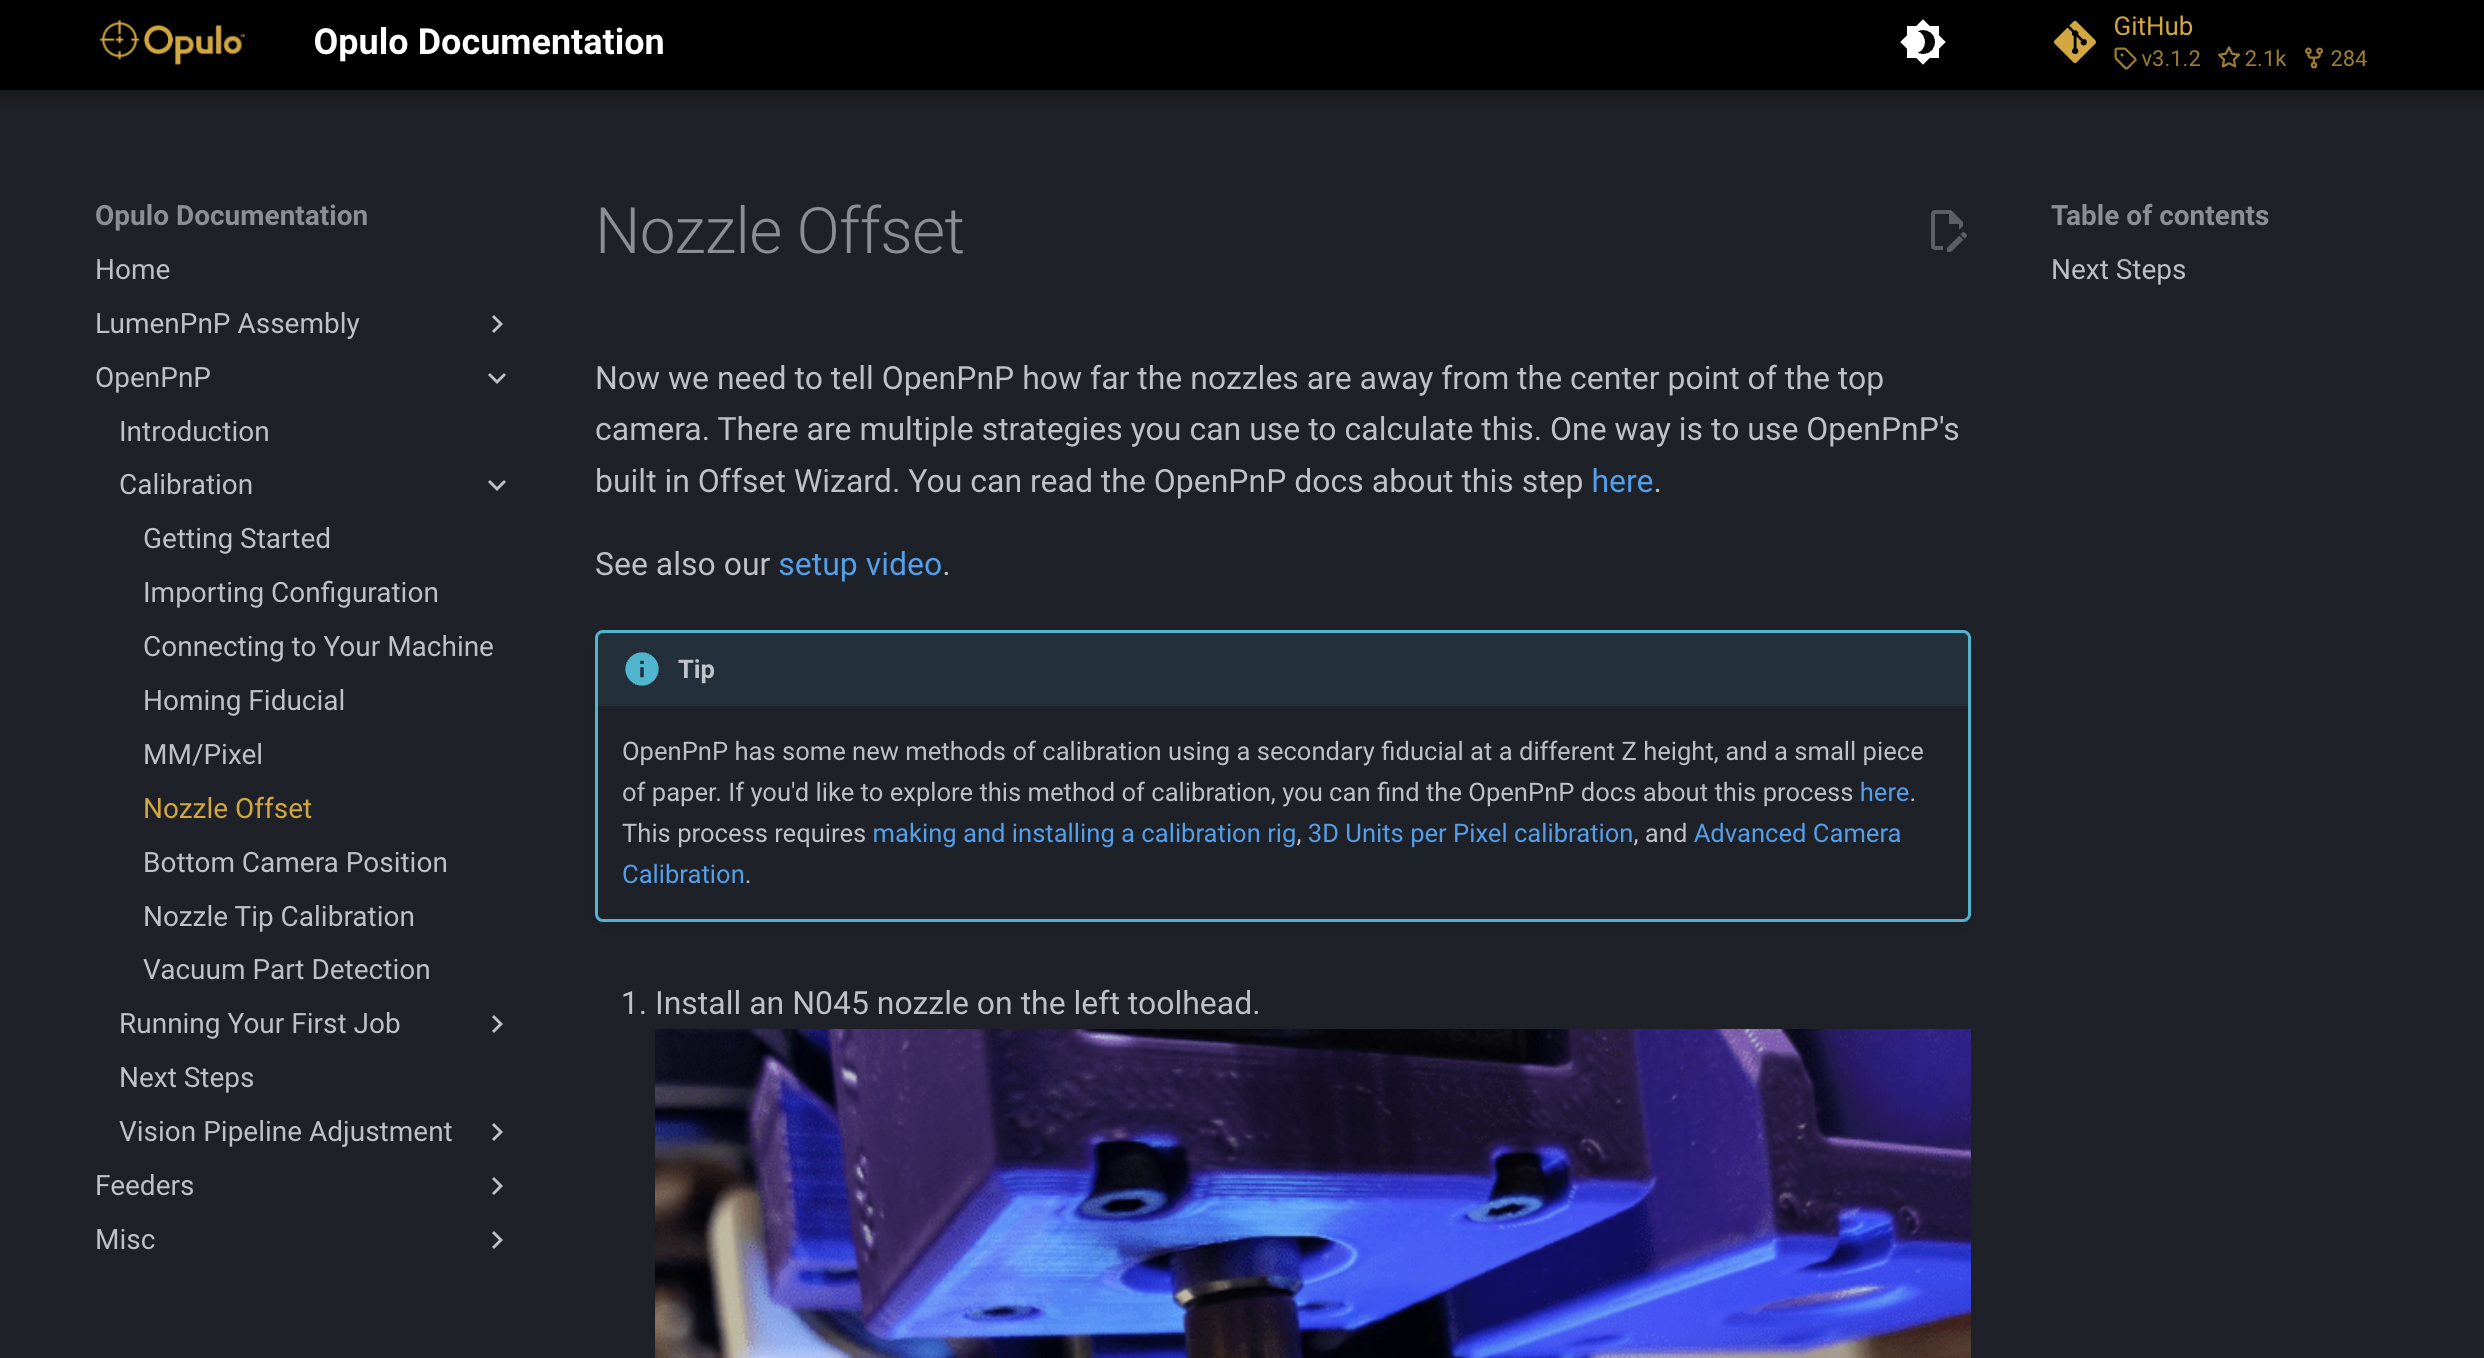 Opulo
Opulo Documentation
GitHub
v3.1.2 2.1k 284
Opulo Documentation
Home
LumenPnP Assembly
OpenPnP
Introduction
Calibration
Getting Started
Importing Configuration
Connecting to Your Machine
Homing Fiducial
MM/Pixel
Nozzle Offset
Bottom Camera Position
Nozzle Tip Calibration
Vacuum Part Detection
Running Your First Job
Next Steps
Vision Pipeline Adjustment
Feeders
Misc
Nozzle Offset
Now we need to tell OpenPnP how far the nozzles are away from the center point of the top
camera. There are multiple strategies you can use to calculate this. One way is to use OpenPnP's
built in Offset Wizard. You can read the OpenPnP docs about this step here.
See also our setup video.
Tip
OpenPnP has some new methods of calibration using a secondary fiducial at a different Z height, and a small piece
of paper. If you'd like to explore this method of calibration, you can find the OpenPnP docs about this process here.
This process requires making and installing a calibration rig, 3D Units per Pixel calibration, and Advanced Camera
Calibration.
1. Install an N045 nozzle on the left toolhead.
Table of contents
Next Steps